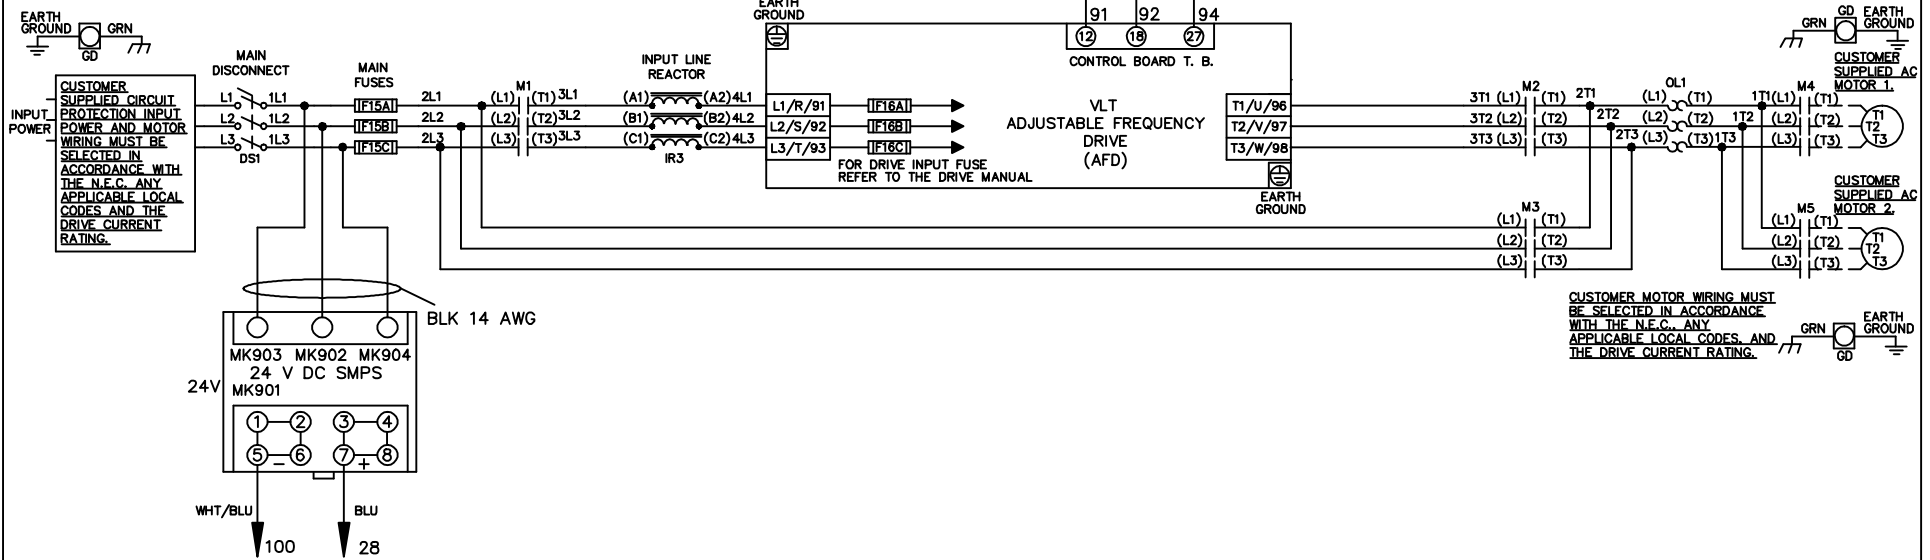 EARTH
GROUND
GRN
GD
INPUT
POWER
CUSTOMER
SUPPLIED CIRCUIT
PROTECTION INPUT
POWER AND MOTOR
WIRING MUST BE
SELECTED IN
ACCORDANCE WITH
THE N.E.C. ANY
APPLICABLE LOCAL
CODES AND THE
DRIVE CURRENT
RATING.
MAIN
DISCONNECT
L1 1L1
L2 1L2
L3 1L3
DS1
MAIN
FUSES
F15A
F15B
F15C
2L1
2L2
2L3
M1
(L1) (T1) 3L1
(L2) (T2) 3L2
(L3) (T3) 3L3
INPUT LINE
REACTOR
(A1) (A2) 4L1
(B1) (B2) 4L2
(C1) (C2) 4L3
IR3
EARTH
GROUND
91 92 94
12 18 27
CONTROL BOARD T. B.
L1/R/91
L2/S/92
L3/T/93
F16A
F16B
F16C
FOR DRIVE INPUT FUSE
REFER TO THE DRIVE MANUAL
VLT
ADJUSTABLE FREQUENCY
DRIVE
(AFD)
T1/U/96
T2/V/97
T3/W/98
EARTH
GROUND
M2
3T1 (L1) (T1) 2T1
3T2 (L2) (T2) 2T2
3T3 (L3) (T3) 2T3
OL1
(L1) (T1) 1T1
(L2) (T2) 1T2
(L3) (T3) 1T3
M4
(L1) (T1)
(L2) (T2)
(L3) (T3)
T1
T2
T3
GD
GRN
EARTH
GROUND
CUSTOMER
SUPPLIED AC
MOTOR 1.
M3
(L1) (T1)
(L2) (T2)
(L3) (T3)
M5
(L1) (T1)
(L2) (T2)
(L3) (T3)
T1
T2
T3
CUSTOMER
SUPPLIED AC
MOTOR 2.
CUSTOMER MOTOR WIRING MUST
BE SELECTED IN ACCORDANCE
WITH THE N.E.C., ANY
APPLICABLE LOCAL CODES, AND
THE DRIVE CURRENT RATING.
GRN
GD
EARTH
GROUND
BLK 14 AWG
MK903 MK902 MK904
24 V DC SMPS
24V
MK901
1 2 3 4
5 6 7 8
- +
WHT/BLU BLU
100 28